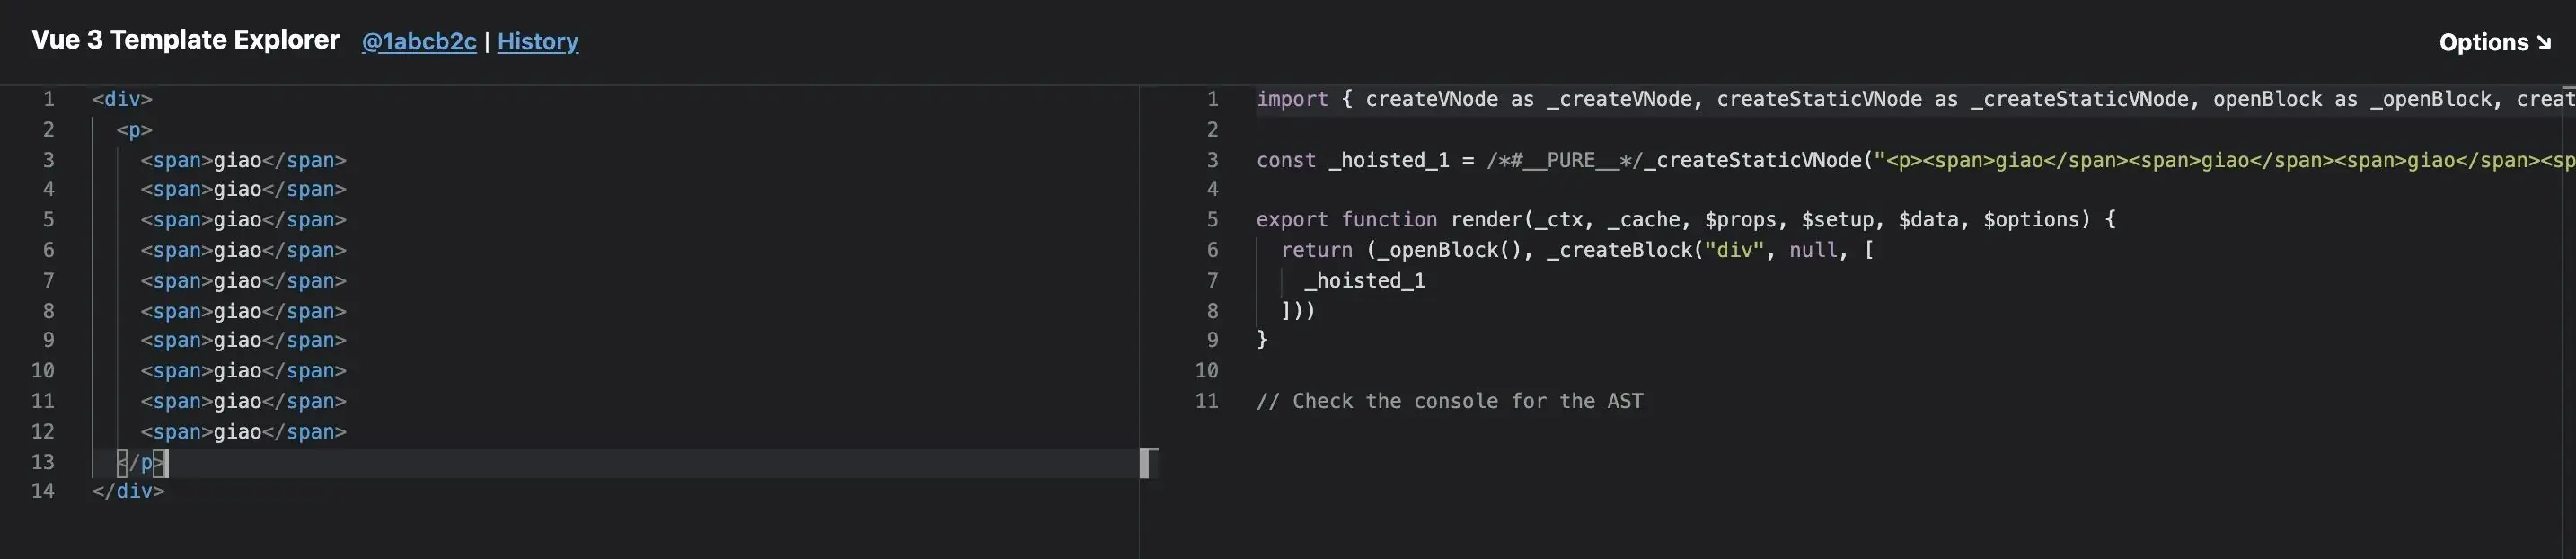 Vue 3 Template Explorer @1abcb2c | History
Options ↘
1 <div>
2 <p>
3 <span>giao</span>
4 <span>giao</span>
5 <span>giao</span>
6 <span>giao</span>
7 <span>giao</span>
8 <span>giao</span>
9 <span>giao</span>
10 <span>giao</span>
11 <span>giao</span>
12 <span>giao</span>
13 </p>
14 </div>
1 import { createVNode as _createVNode, createStaticVNode as _createStaticVNode, openBlock as _openBlock, creat
2
3 const _hoisted_1 = /*#__PURE__*/_createStaticVNode("<p><span>giao</span><span>giao</span><span>giao</span><sp
4
5 export function render(_ctx, _cache, $props, $setup, $data, $options) {
6 return (_openBlock(), _createBlock("div", null, [
7 _hoisted_1
8 ]))
9 }
10
11 // Check the console for the AST